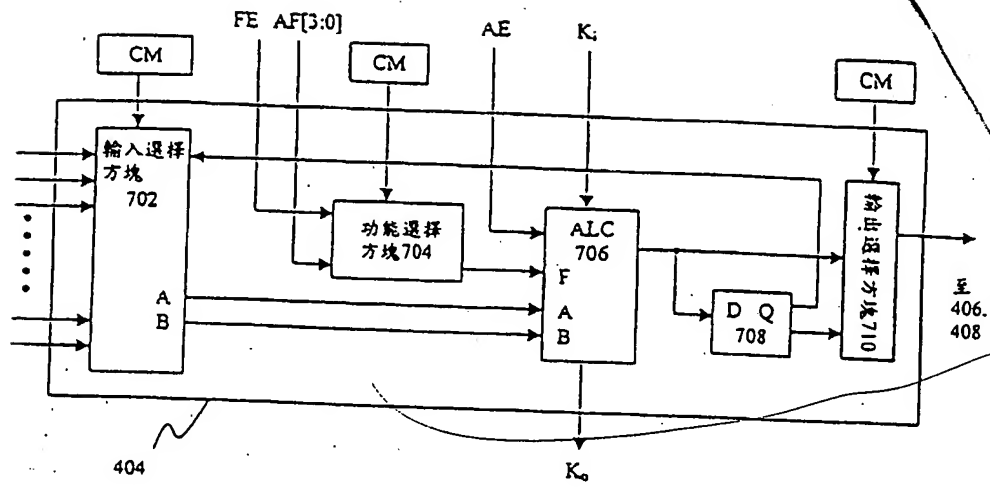 FE AF[3:0]
AE
Ki
CM
CM
CM
輸入選擇
方塊
702
功能選擇
方塊704
ALC
706
F
A
B
A
B
D Q
708
輸出選擇方塊710
至
406.
408
404
Ko